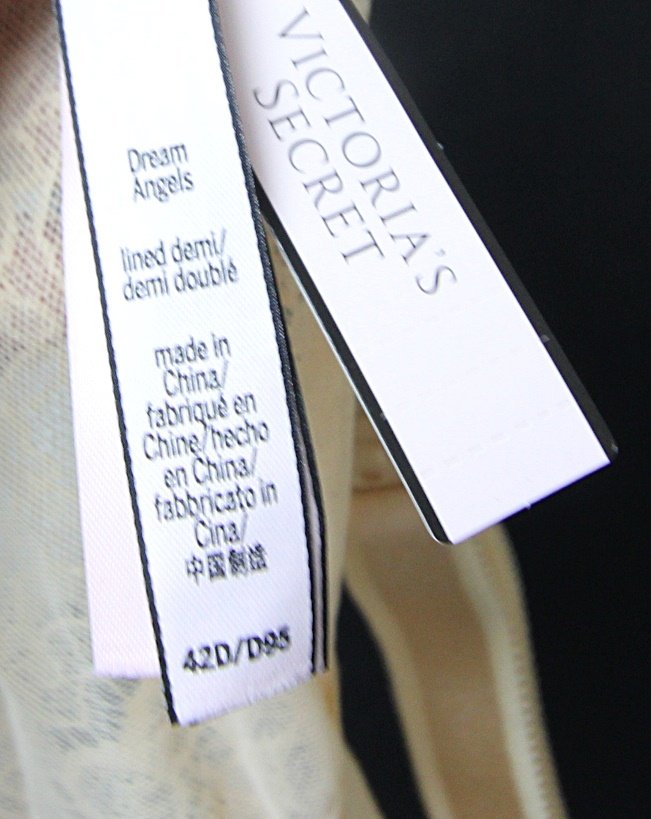 Dream
Angels
lined demi/
demi doublé
made in
China/
fabriqué en
Chine/hecho
en China/
fabbricato in
Cina/
中国制造
42D/D95
VICTORIA'S
SECRET